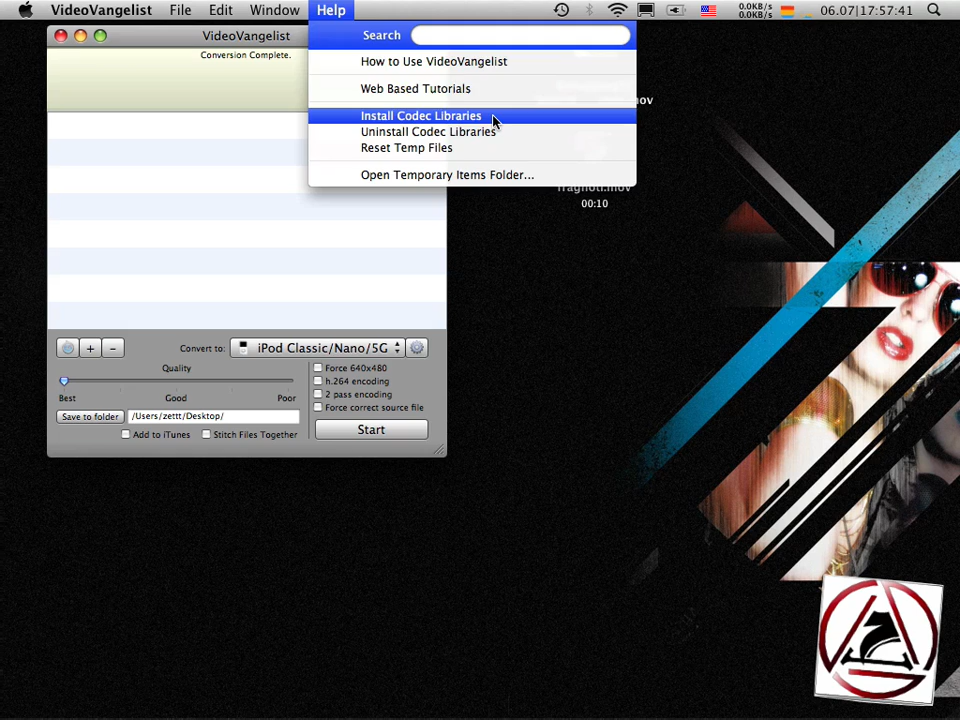 VideoVangelist File Edit Window Help
0.0KB/s
0.0KB/s
06.07|17:57:41
VideoVangelist
Conversion Complete.
Search
How to Use VideoVangelist
Web Based Tutorials
Install Codec Libraries
Uninstall Codec Libraries
Reset Temp Files
Open Temporary Items Folder...
00:10
Convert to: iPod Classic/Nano/5G
Quality
Best Good Poor
Force 640x480
h.264 encoding
2 pass encoding
Force correct source file
Save to folder /Users/zettt/Desktop/
Add to iTunes Stitch Files Together
Start